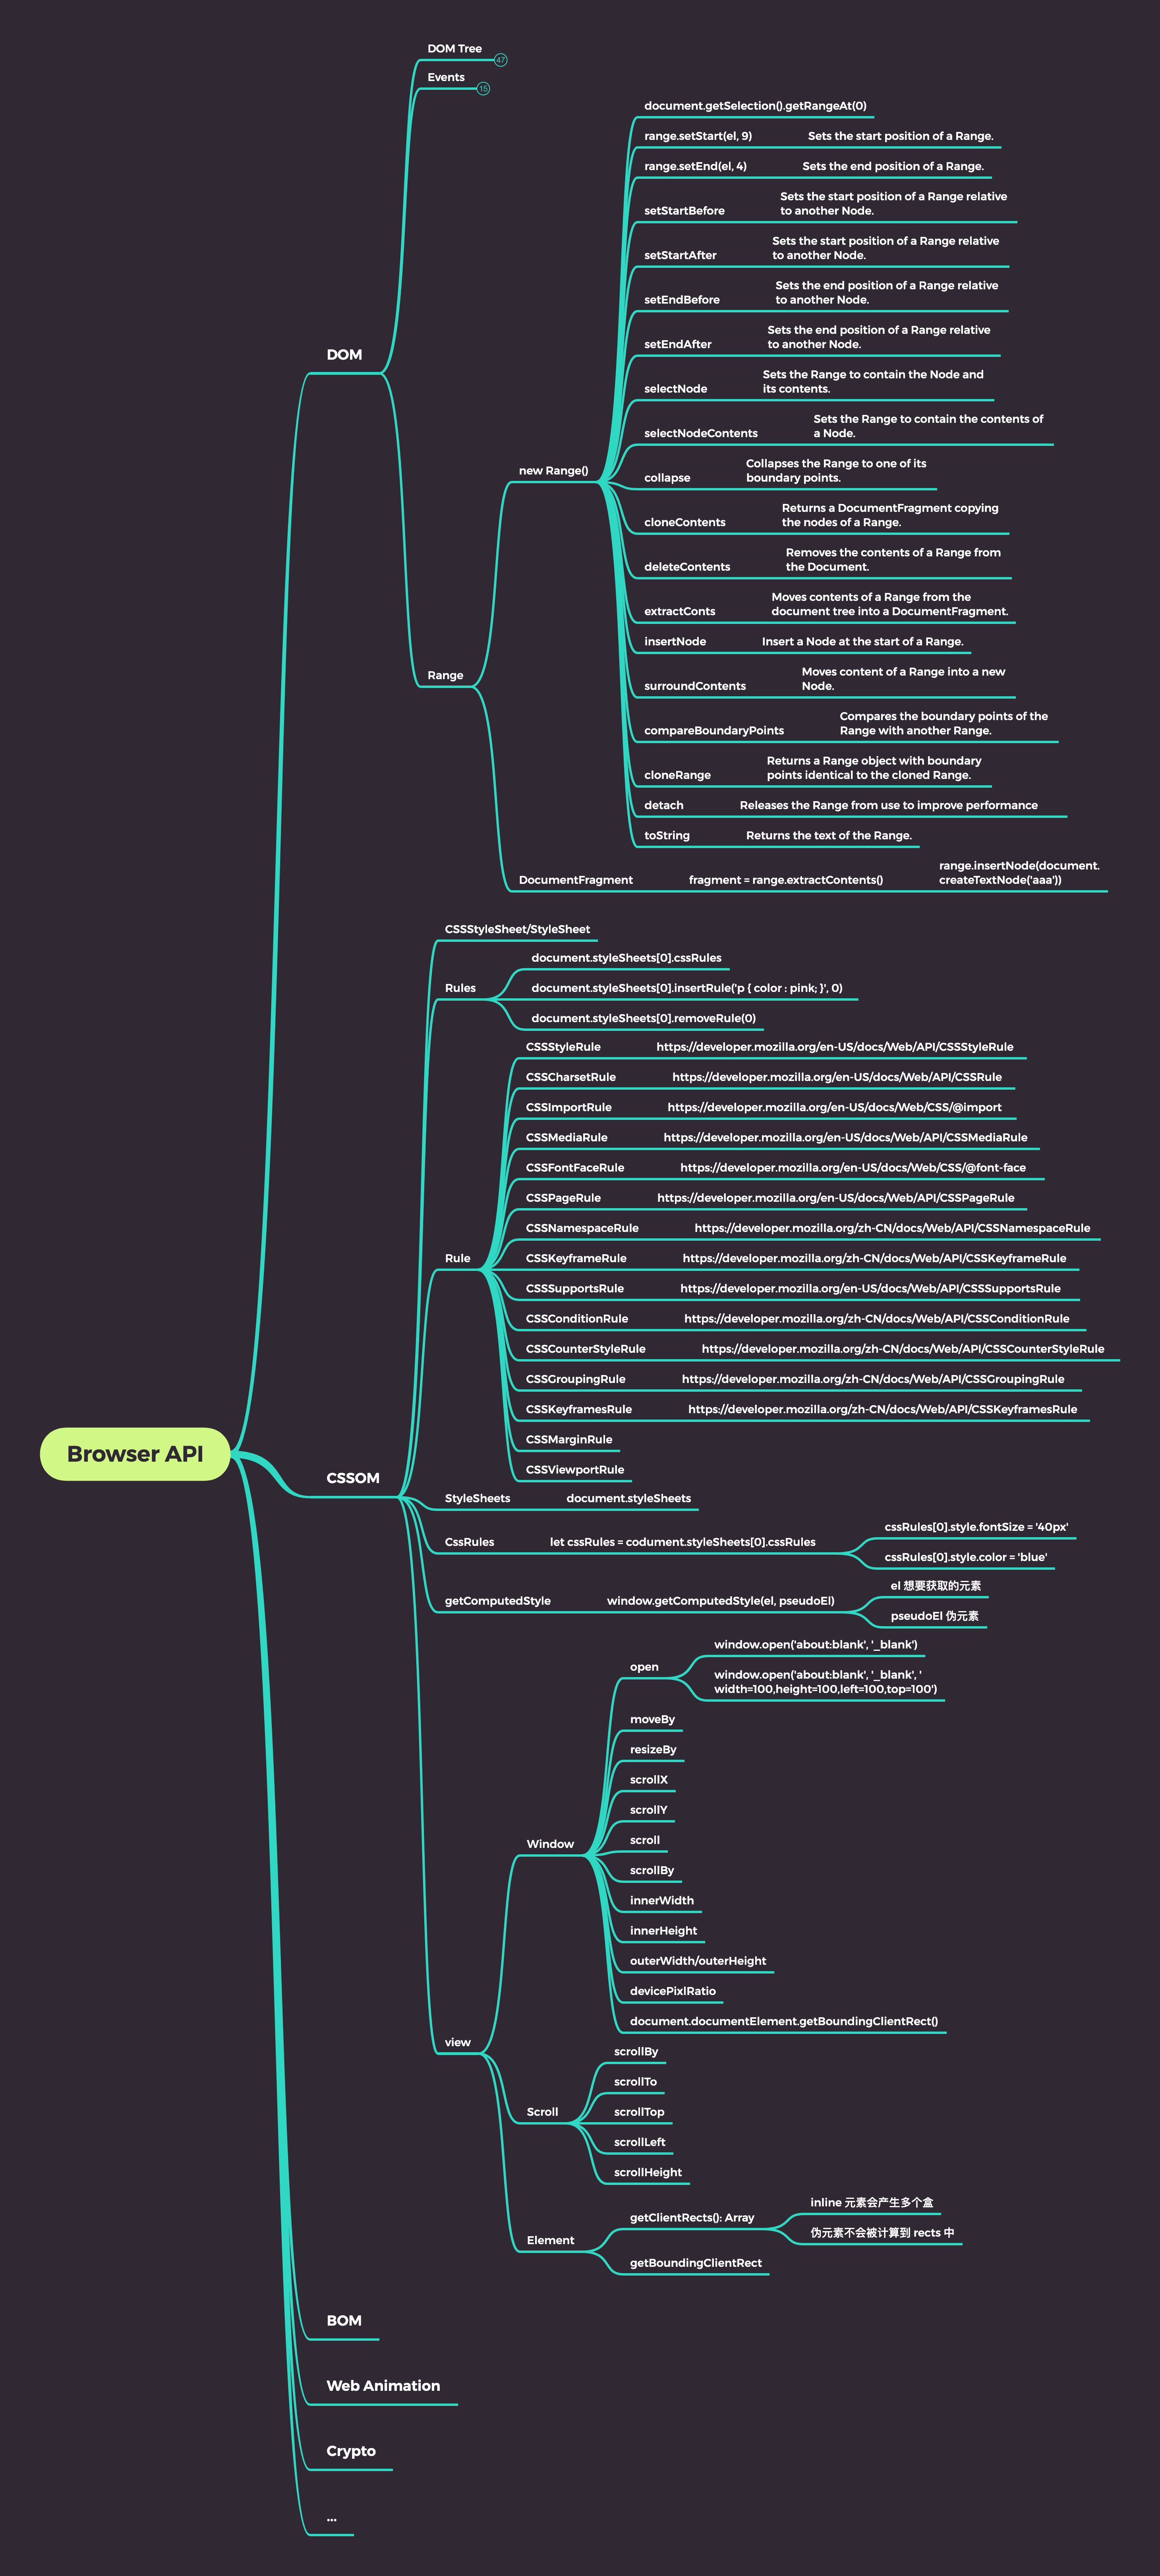 DOM Tree
47
Events
15
document.getSelection().getRangeAt(0)
range.setStart(el, 9) Sets the start position of a Range.
range.setEnd(el, 4) Sets the end position of a Range.
setStartBefore
Sets the start position of a Range relative
to another Node.
setStartAfter
Sets the start position of a Range relative
to another Node.
setEndBefore
Sets the end position of a Range relative
to another Node.
DOM
setEndAfter
Sets the end position of a Range relative
to another Node.
selectNode
Sets the Range to contain the Node and
its contents.
selectNodeContents
Sets the Range to contain the contents of
a Node.
new Range()
collapse
Collapses the Range to one of its
boundary points.
cloneContents
Returns a DocumentFragment copying
the nodes of a Range.
deleteContents
Removes the contents of a Range from
the Document.
extractConts
Moves contents of a Range from the
document tree into a DocumentFragment.
insertNode Insert a Node at the start of a Range.
Range
surroundContents
Moves content of a Range into a new
Node.
compareBoundaryPoints
Compares the boundary points of the
Range with another Range.
cloneRange
Returns a Range object with boundary
points identical to the cloned Range.
detach Releases the Range from use to improve performance
toString Returns the text of the Range.
DocumentFragment fragment = range.extractContents()
range.insertNode(document.
createTextNode('aaa'))
CSSStyleSheet/StyleSheet
Rules
document.styleSheets[0].cssRules
document.styleSheets[0].insertRule('p { color : pink; }', 0)
document.styleSheets[0].removeRule(0)
CSSStyleRule https://developer.mozilla.org/en-US/docs/Web/API/CSSStyleRule
CSSCharsetRule https://developer.mozilla.org/en-US/docs/Web/API/CSSRule
CSSImportRule https://developer.mozilla.org/en-US/docs/Web/CSS/@import
CSSMediaRule https://developer.mozilla.org/en-US/docs/Web/API/CSSMediaRule
CSSFontFaceRule https://developer.mozilla.org/en-US/docs/Web/CSS/@font-face
CSSPageRule https://developer.mozilla.org/en-US/docs/Web/API/CSSPageRule
CSSNamespaceRule https://developer.mozilla.org/zh-CN/docs/Web/API/CSSNamespaceRule
Rule
CSSKeyframeRule https://developer.mozilla.org/zh-CN/docs/Web/API/CSSKeyframeRule
CSSSupportsRule https://developer.mozilla.org/en-US/docs/Web/API/CSSSupportsRule
CSSConditionRule https://developer.mozilla.org/zh-CN/docs/Web/API/CSSConditionRule
CSSCounterStyleRule https://developer.mozilla.org/zh-CN/docs/Web/API/CSSCounterStyleRule
CSSGroupingRule https://developer.mozilla.org/zh-CN/docs/Web/API/CSSGroupingRule
CSSKeyframesRule https://developer.mozilla.org/zh-CN/docs/Web/API/CSSKeyframesRule
CSSMarginRule
CSSViewportRule
Browser API
CSSOM
StyleSheets document.styleSheets
CssRules let cssRules = codument.styleSheets[0].cssRules
cssRules[0].style.fontSize = '40px'
cssRules[0].style.color = 'blue'
getComputedStyle window.getComputedStyle(el, pseudoEl)
el 想要获取的元素
pseudoEl 伪元素
open
window.open('about:blank', '_blank')
window.open('about:blank', '_blank', '
width=100,height=100,left=100,top=100')
moveBy
resizeBy
scrollX
scrollY
Window
scroll
scrollBy
innerWidth
innerHeight
outerWidth/outerHeight
devicePixlRatio
document.documentElement.getBoundingClientRect()
view
scrollBy
scrollTo
Scroll
scrollTop
scrollLeft
scrollHeight
Element
getClientRects(): Array
inline 元素会产生多个盒
伪元素不会被计算到 rects 中
getBoundingClientRect
BOM
Web Animation
Crypto
...